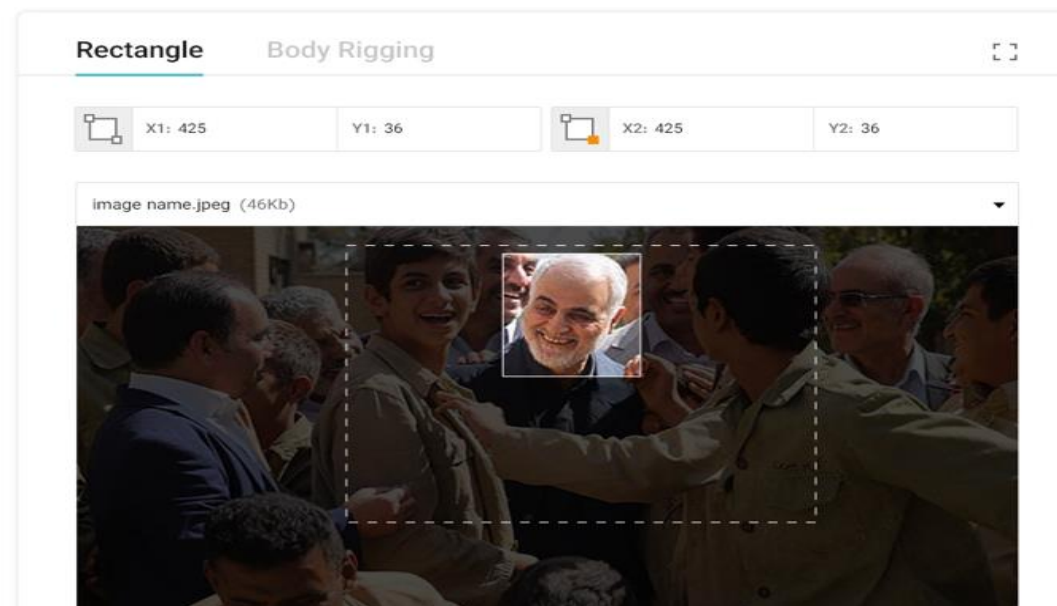 Rectangle Body Rigging
X1: 425 Y1: 36 X2: 425 Y2: 36
image name.jpeg (46Kb)